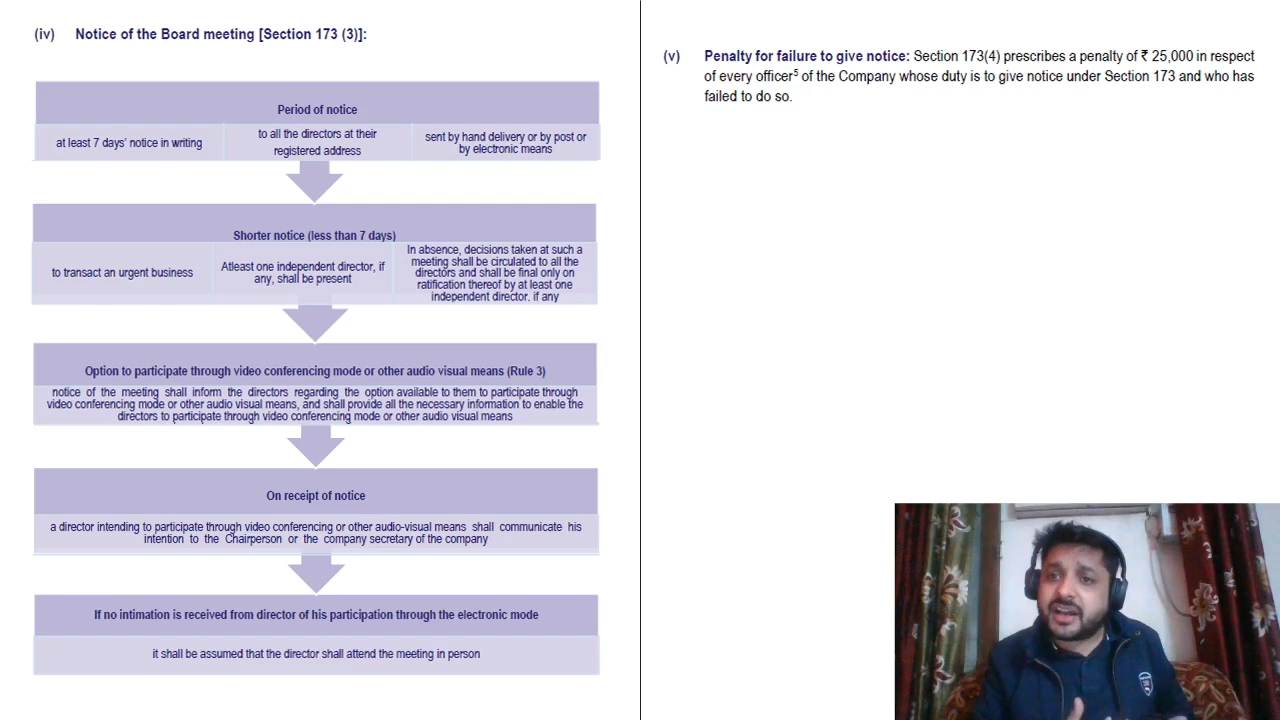 (iv) Notice of the Board meeting [Section 173 (3)]:
Period of notice
at least 7 days' notice in writing
to all the directors at their
registered address
sent by hand delivery or by post or
by electronic means
Shorter notice (less than 7 days)
to transact an urgent business
Atleast one independent director, if
any, shall be present
In absence, decisions taken at such a
meeting shall be circulated to all the
directors and shall be final only on
ratification thereof by at least one
independent director, if any
Option to participate through video conferencing mode or other audio visual means (Rule 3)
notice of the meeting shall inform the directors regarding the option available to them to participate through
video conferencing mode or other audio visual means, and shall provide all the necessary information to enable the
directors to participate through video conferencing mode or other audio visual means
On receipt of notice
a director intending to participate through video conferencing or other audio-visual means shall communicate his
intention to the Chairperson or the company secretary of the company
If no intimation is received from director of his participation through the electronic mode
it shall be assumed that the director shall attend the meeting in person
(v) Penalty for failure to give notice: Section 173(4) prescribes a penalty of ₹ 25,000 in respect
of every officer⁵ of the Company whose duty is to give notice under Section 173 and who has
failed to do so.